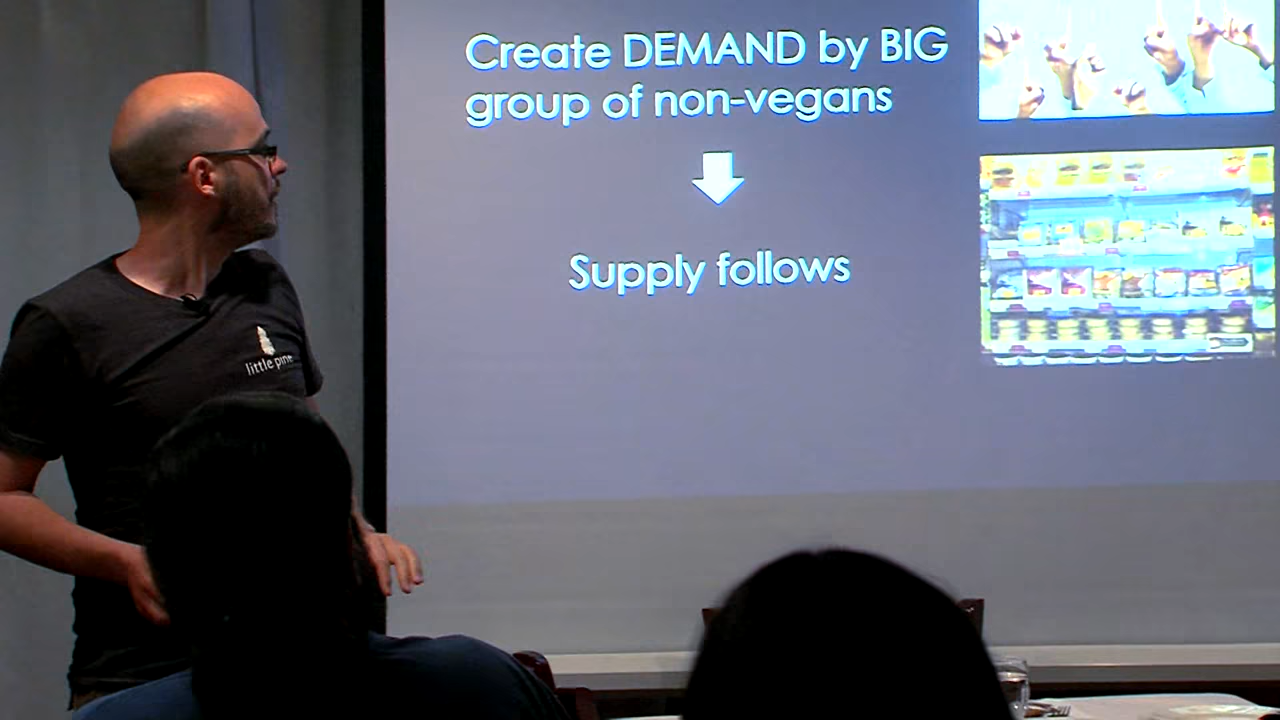 Create DEMAND by BIG
group of non-vegans
Supply follows
little pine